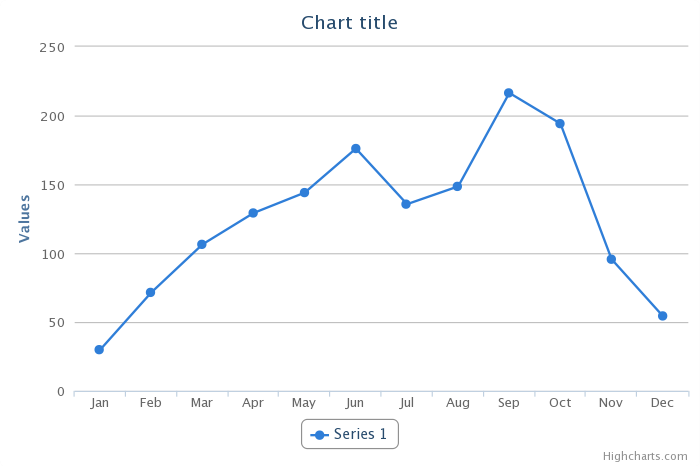 Chart title
250
200
150
100
50
0
Values
Jan Feb Mar Apr May Jun Jul Aug Sep Oct Nov Dec
Series 1
Highcharts.com